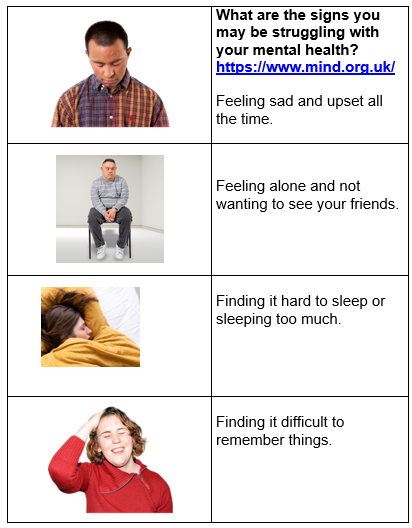 What are the signs you
may be struggling with
your mental health?
https://www.mind.org.uk/
Feeling sad and upset all
the time.
Feeling alone and not
wanting to see your friends.
Finding it hard to sleep or
sleeping too much.
Finding it difficult to
remember things.